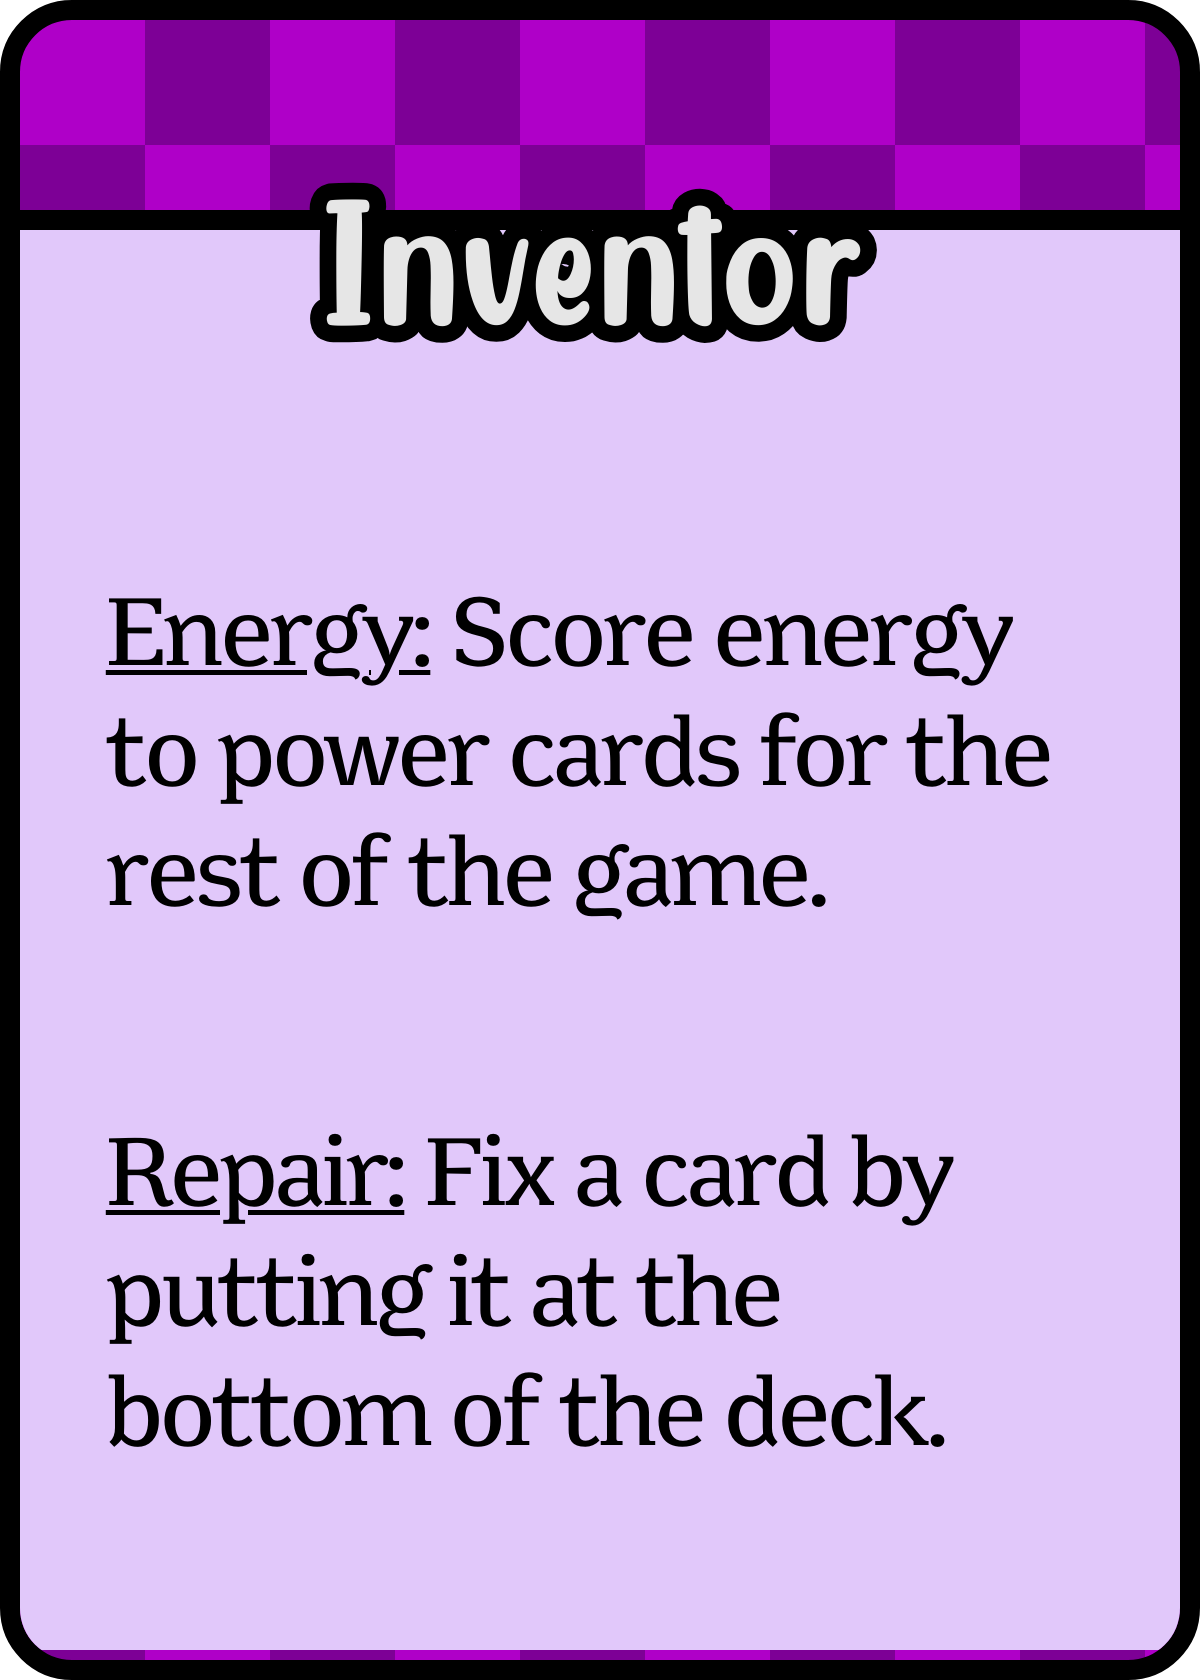 Inventor
Energy: Score energy
to power cards for the
rest of the game.
Repair: Fix a card by
putting it at the
bottom of the deck.